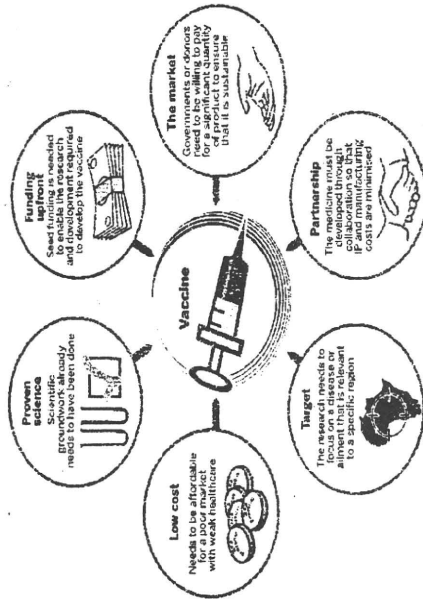 Proven
science
Scientific
groundwork already
needs to have been done
Funding
upfront
Seed funding is needed
to enable the research
and development required
to develop the vaccine
Low cost
Needs to be affordable
for a poor market
with weak healthcare
Vaccine
The market
Governments or donors
need to be willing to pay
for a significant quantity
of product to ensure
that it is sustainable
Target
The research needs to
focus on a disease or
ailment that is relevant
to a specific region
Partnership
The medicine must be
developed through
collaboration so that
IP and manufacturing
costs are minimised